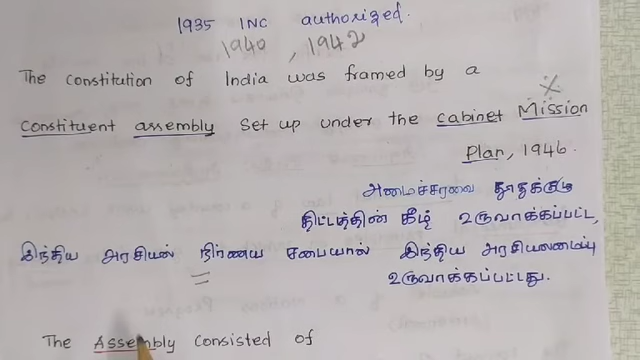 1935 INC authorized.
1940, 1942
The constitution of India was framed by a
constituent assembly set up under the cabinet Mission
Plan, 1946.
அமைச்சரவை தூதுக்குழு
திட்டத்தின் கீழ் உருவாக்கப்பட்ட,
இந்திய அரசியல் நிர்ணய சபையால் இந்திய அரசியலமைப்பு
உருவாக்கப்பட்டது.
The Assembly consisted of